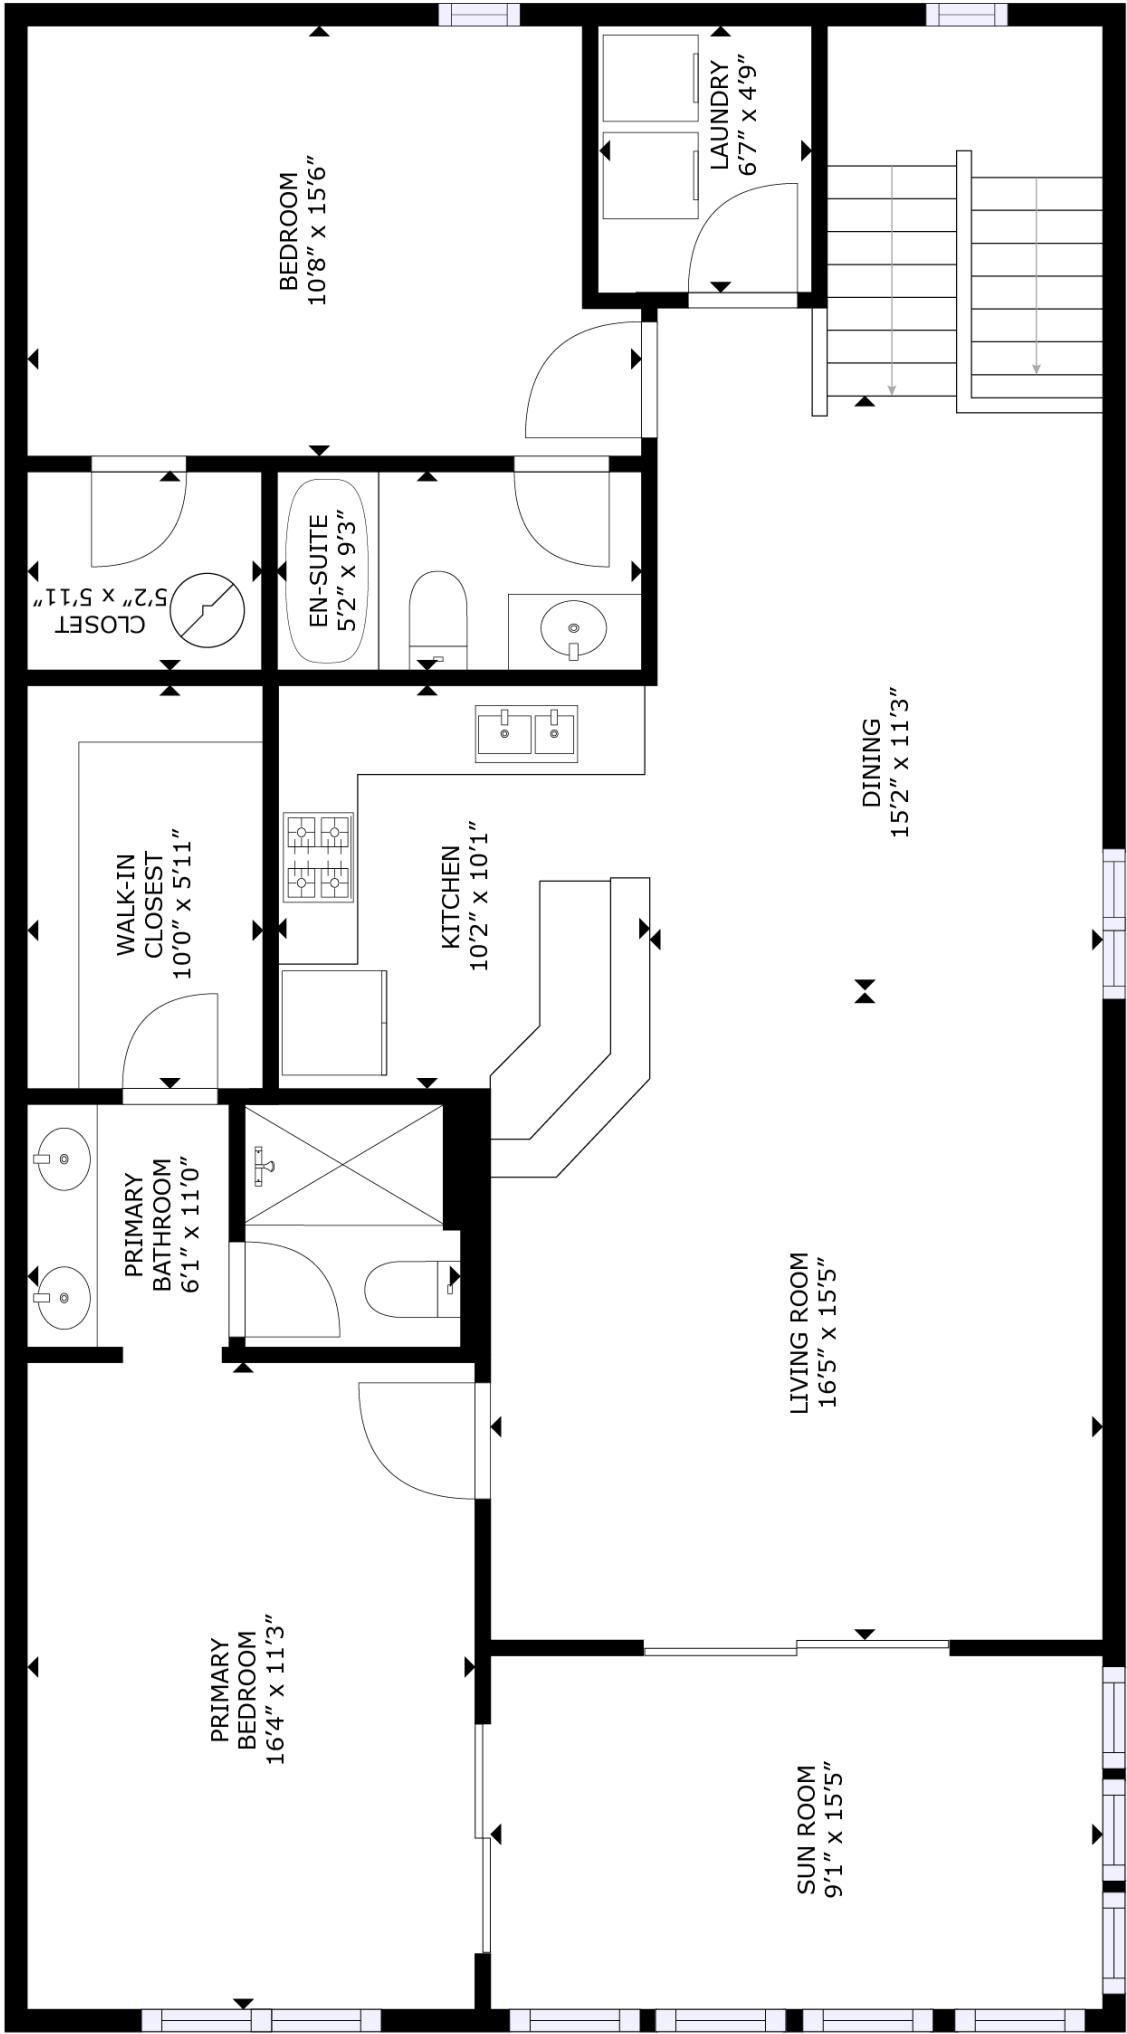 BEDROOM
10'8" x 15'6"
LAUNDRY
6'7" x 4'9"
CLOSET
5'2" x 5'11"
EN-SUITE
5'2" x 9'3"
WALK-IN
CLOSEST
10'0" x 5'11"
KITCHEN
10'2" x 10'1"
DINING
15'2" x 11'3"
PRIMARY
BATHROOM
6'1" x 11'0"
LIVING ROOM
16'5" x 15'5"
PRIMARY
BEDROOM
16'4" x 11'3"
SUN ROOM
9'1" x 15'5"